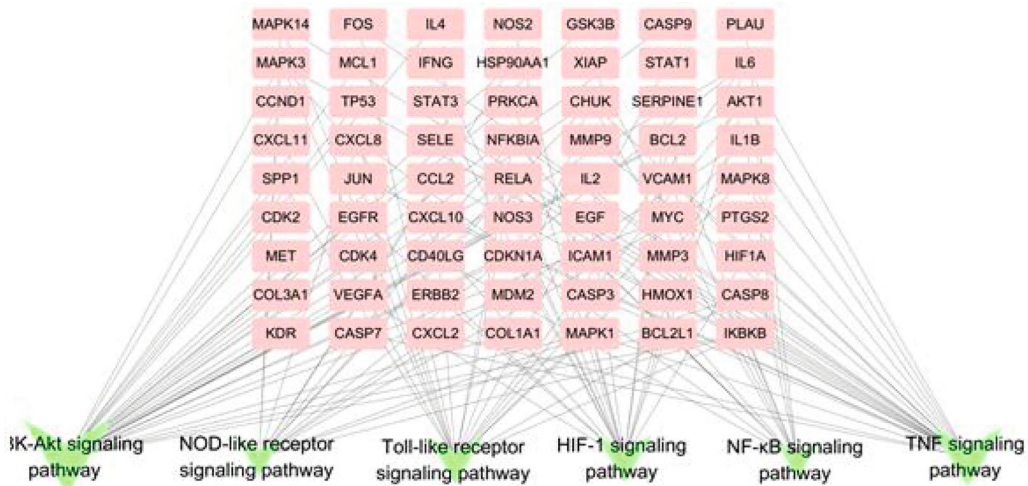 MAPK14 FOS IL4 NOS2 GSK3B CASP9 PLAU
MAPK3 MCL1 IFNG HSP90AA1 XIAP STAT1 IL6
CCND1 TP53 STAT3 PRKCA CHUK SERPINE1 AKT1
CXCL11 CXCL8 SELE NFKBIA MMP9 BCL2 IL1B
SPP1 JUN CCL2 RELA IL2 VCAM1 MAPK8
CDK2 EGFR CXCL10 NOS3 EGF MYC PTGS2
MET CDK4 CD40LG CDKN1A ICAM1 MMP3 HIF1A
COL3A1 VEGFA ERBB2 MDM2 CASP3 HMOX1 CASP8
KDR CASP7 CXCL2 COL1A1 MAPK1 BCL2L1 IKBKB
3K-Akt signaling
pathway
NOD-like receptor
signaling pathway
Toll-like receptor
signaling pathway
HIF-1 signaling
pathway
NF-κB signaling
pathway
TNF signaling
pathway